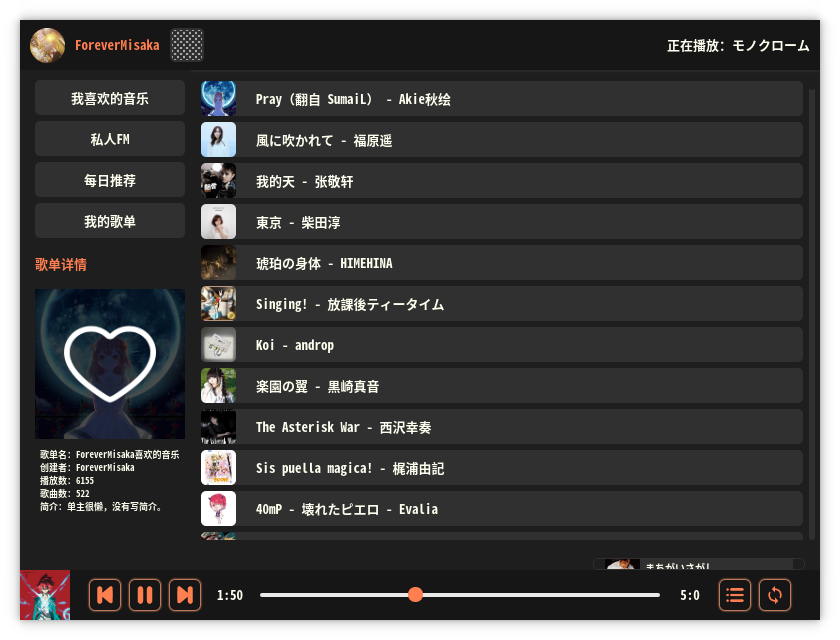 ForeverMisaka
正在播放：モノクローム
我喜欢的音乐
私人FM
每日推荐
我的歌单
歌单详情
歌单名：ForeverMisaka喜欢的音乐
创建者：ForeverMisaka
播放数：6155
歌曲数：522
简介：单主很懒，没有写简介。
Pray（翻自 SumaiL） - Akie秋绘
風に吹かれて - 福原遥
我的天 - 张敬轩
東京 - 柴田淳
琥珀の身体 - HIMEHINA
Singing! - 放課後ティータイム
Koi - androp
楽園の翼 - 黒崎真音
The Asterisk War - 西沢幸奏
Sis puella magica! - 梶浦由記
40mP - 壊れたピエロ - Evalia
まちがいさがし
1:50
5:0